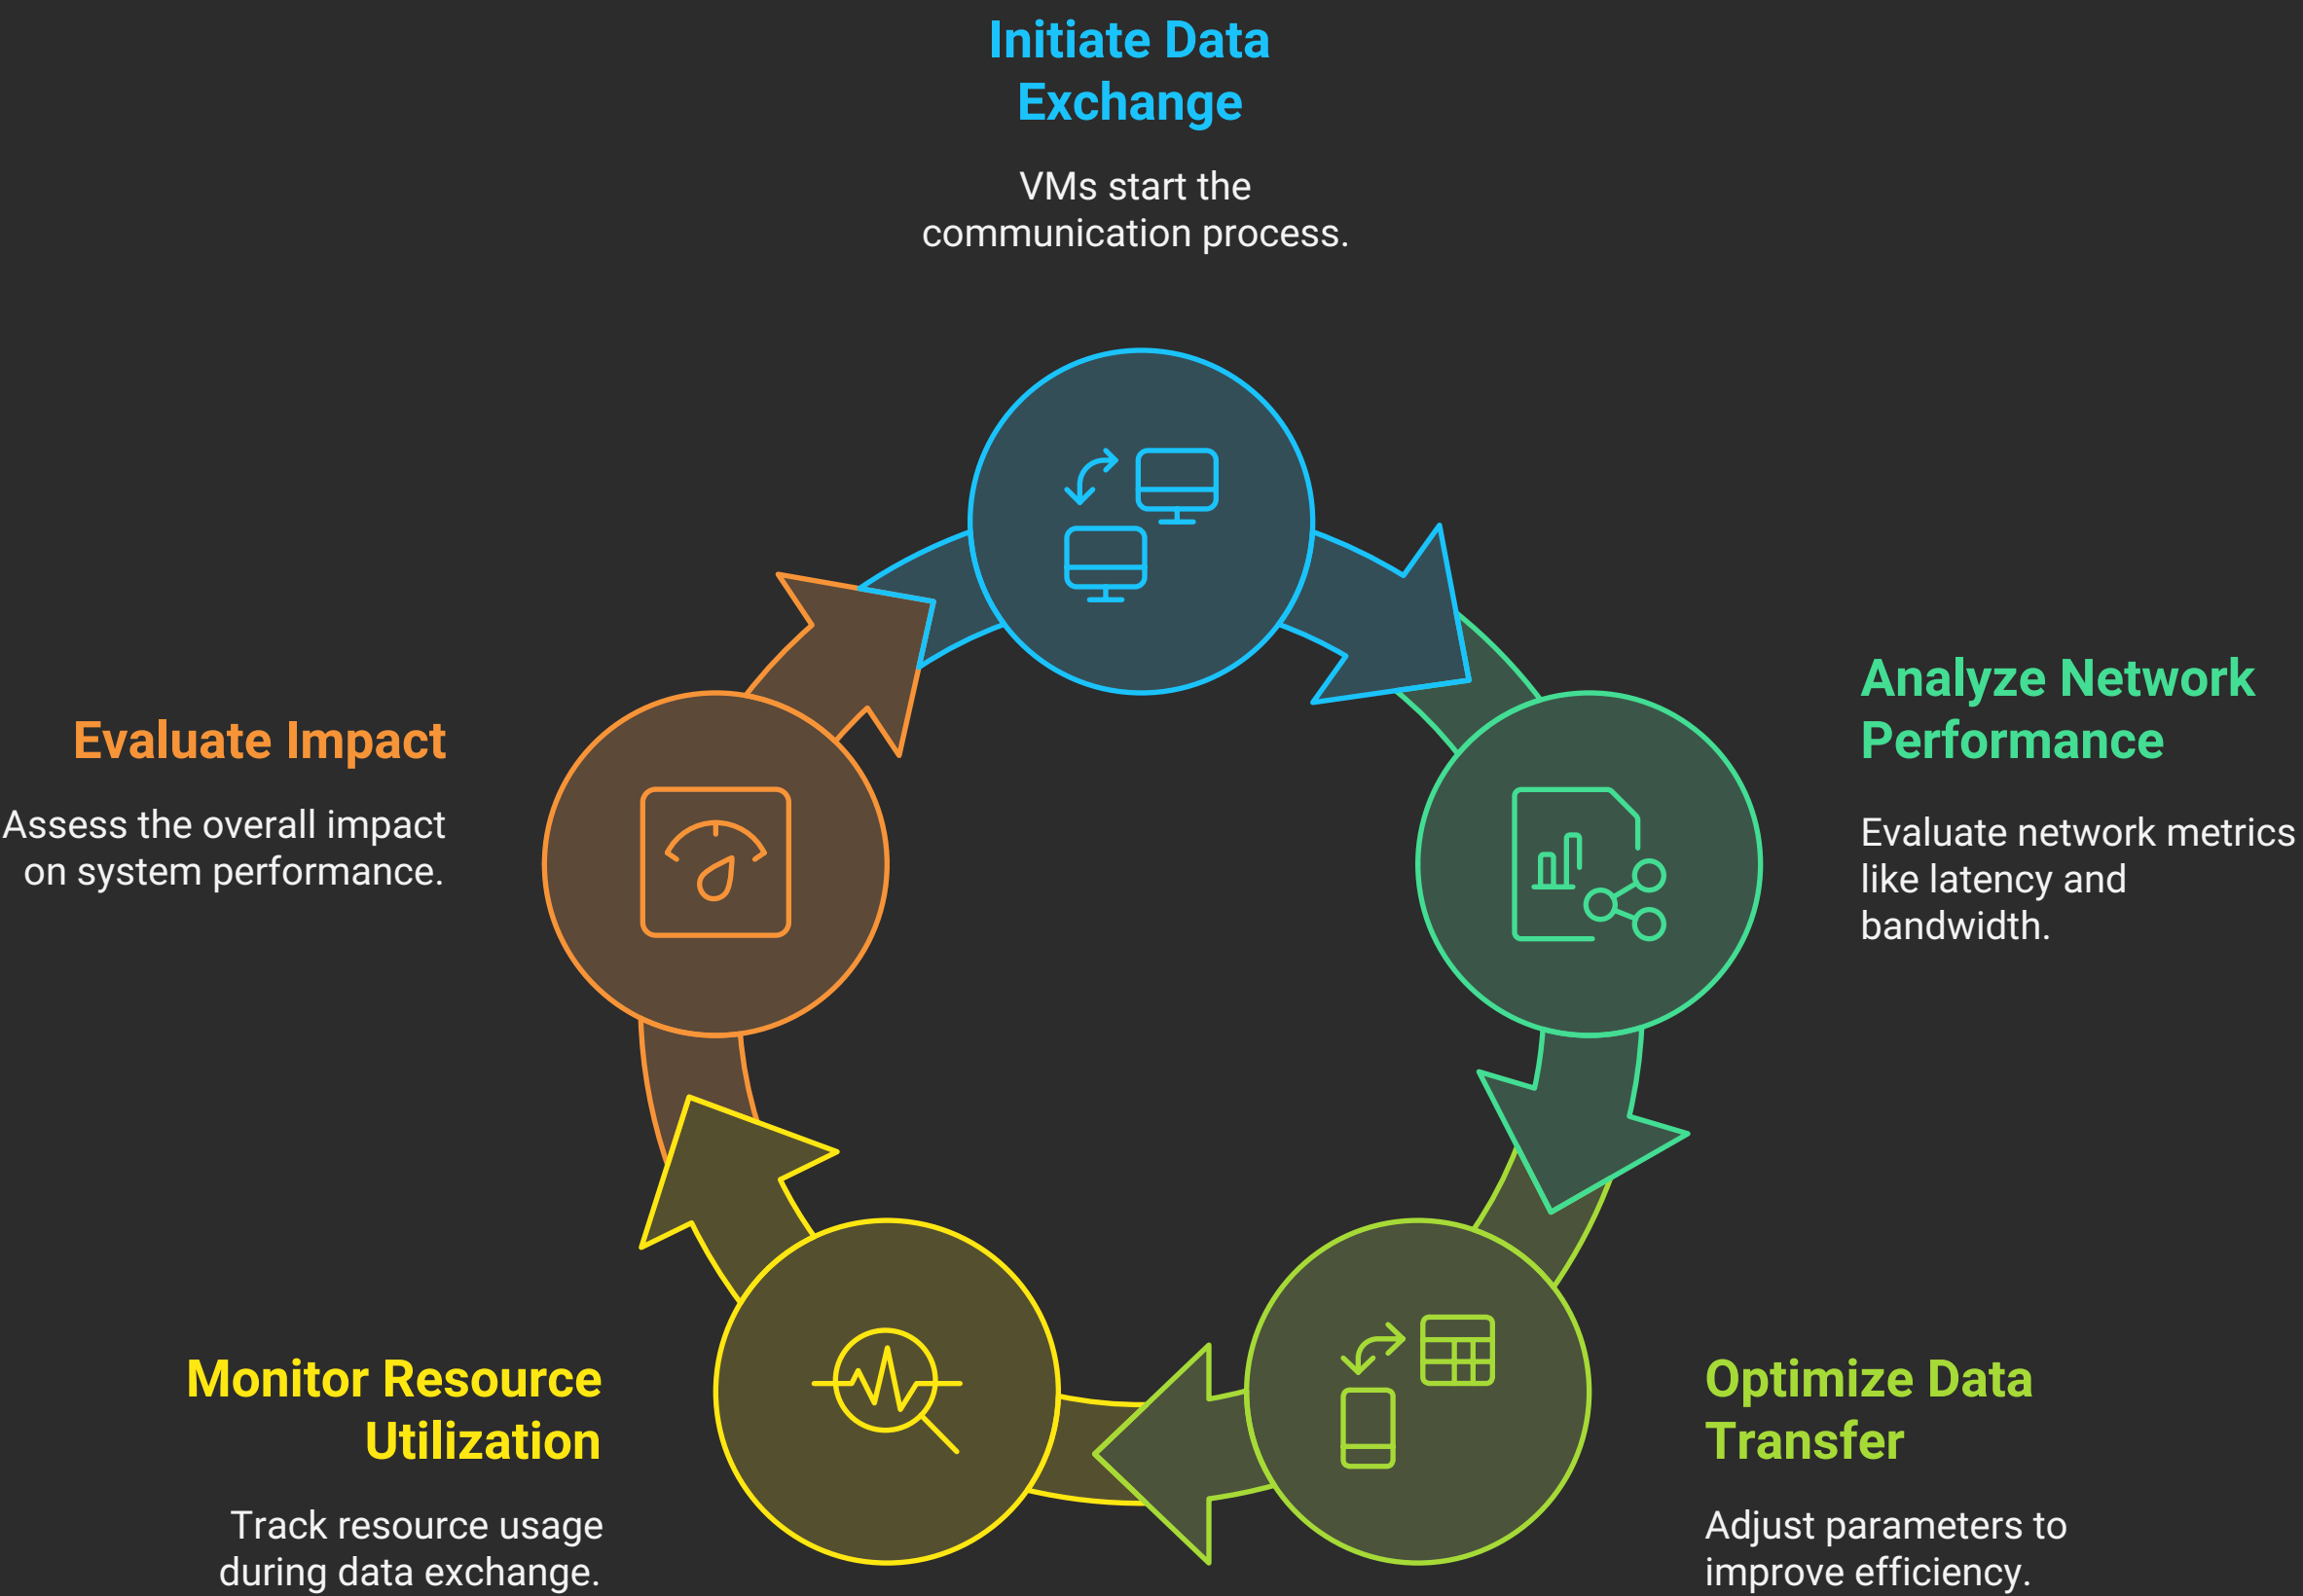 Initiate Data
Exchange
VMs start the
communication process.
Analyze Network
Performance
Evaluate network metrics
like latency and
bandwidth.
Optimize Data
Transfer
Adjust parameters to
improve efficiency.
Monitor Resource
Utilization
Track resource usage
during data exchange.
Evaluate Impact
Assess the overall impact
on system performance.